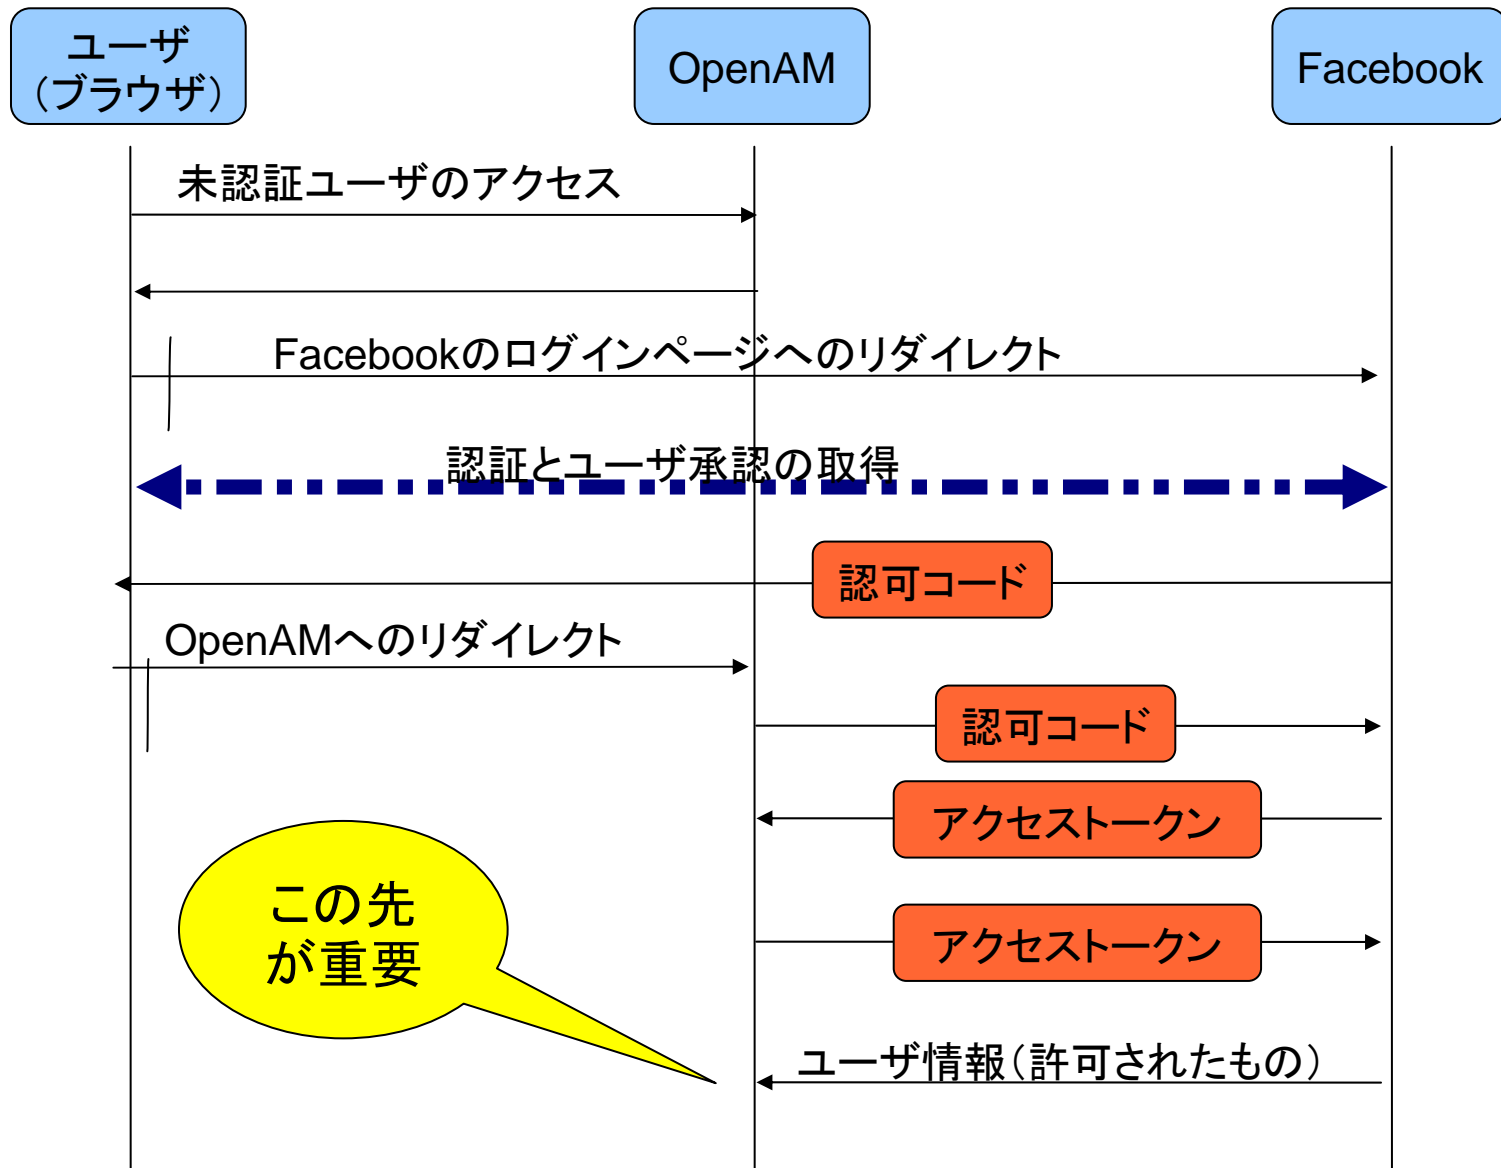 ユーザ
（ブラウザ）
OpenAM
Facebook
未認証ユーザのアクセス
Facebookのログインページへのリダイレクト
認証とユーザ承認の取得
認可コード
OpenAMへのリダイレクト
認可コード
アクセストークン
この先
が重要
アクセストークン
ユーザ情報（許可されたもの）